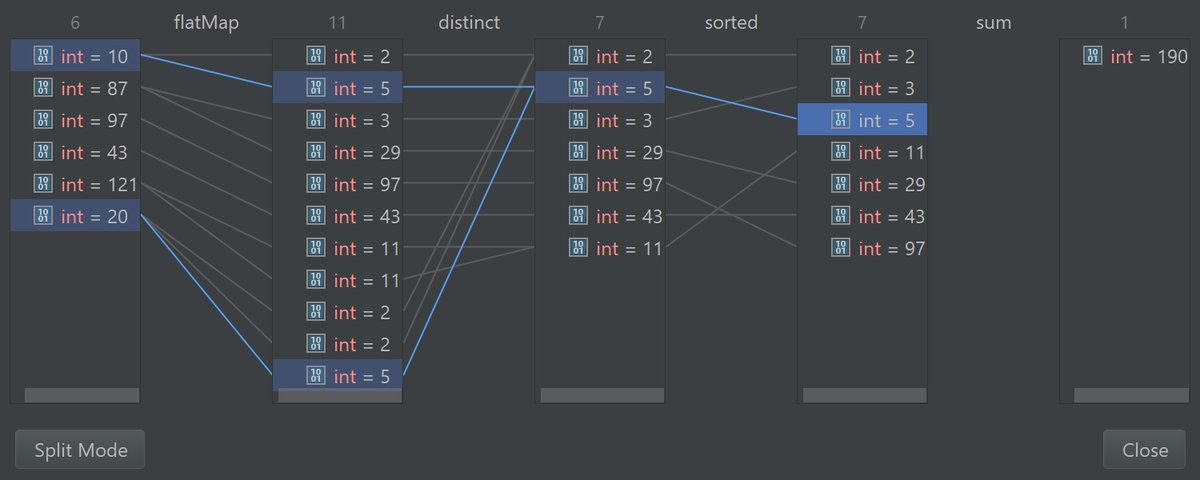 6 flatMap 11 distinct 7 sorted 7 sum 1
int = 10 int = 2 int = 2 int = 2 int = 190
int = 87 int = 5 int = 5 int = 3
int = 97 int = 3 int = 3 int = 5
int = 43 int = 29 int = 29 int = 11
int = 121 int = 97 int = 97 int = 29
int = 20 int = 43 int = 43 int = 43
int = 11 int = 11 int = 97
int = 11
int = 2
int = 2
int = 5
Split Mode Close